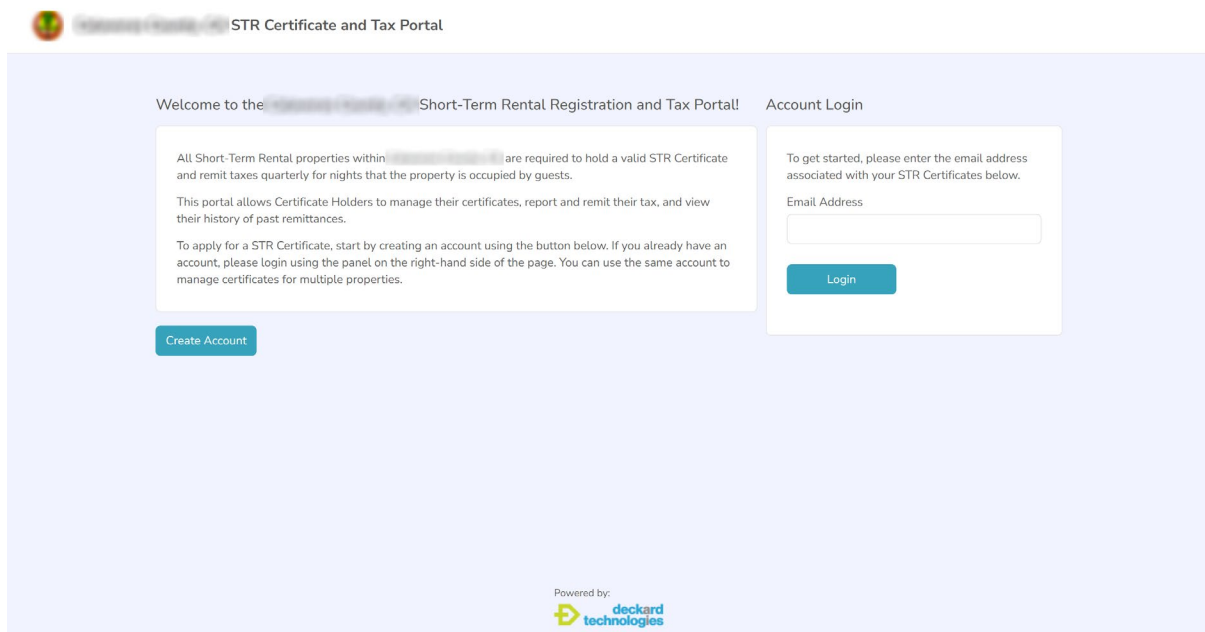 STR Certificate and Tax Portal
Welcome to the Short-Term Rental Registration and Tax Portal!
All Short-Term Rental properties within are required to hold a valid STR Certificate
and remit taxes quarterly for nights that the property is occupied by guests.
This portal allows Certificate Holders to manage their certificates, report and remit their tax, and view
their history of past remittances.
To apply for a STR Certificate, start by creating an account using the button below. If you already have an
account, please login using the panel on the right-hand side of the page. You can use the same account to
manage certificates for multiple properties.
Create Account
Account Login
To get started, please enter the email address
associated with your STR Certificates below.
Email Address
Login
Powered by:
deckard
technologies